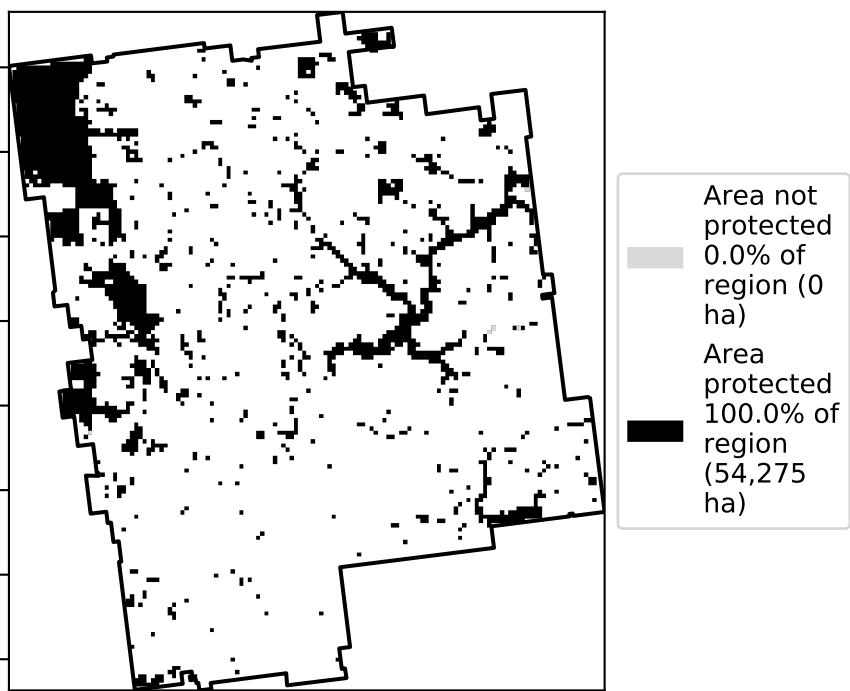 Area not
protected
0.0% of
region (0
ha)
Area
protected
100.0% of
region
(54,275
ha)